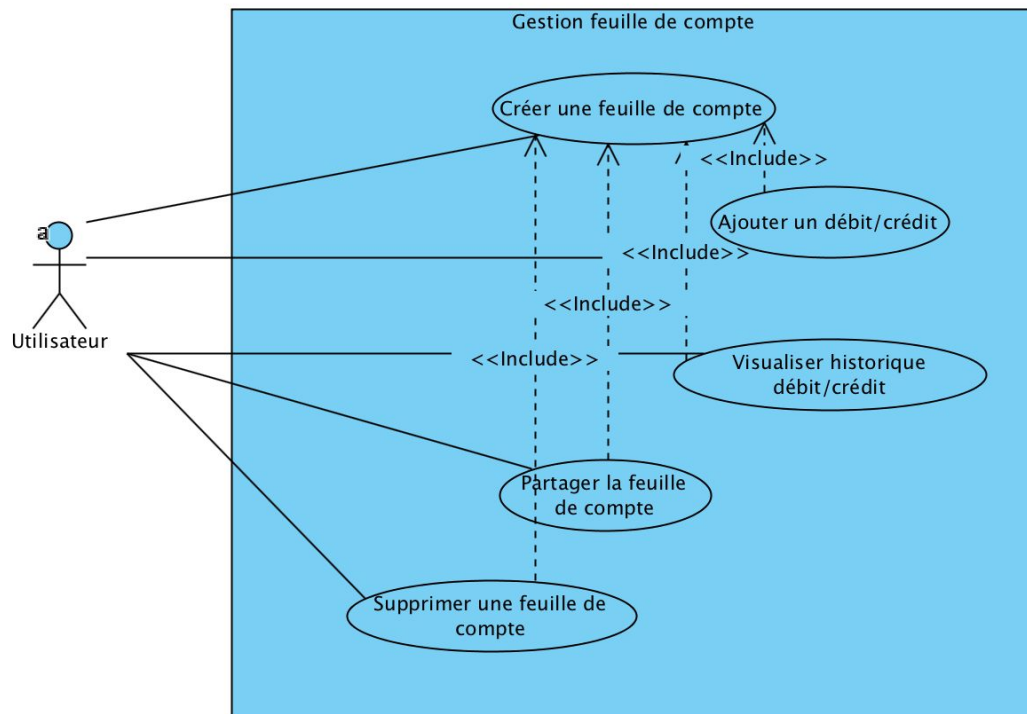 Gestion feuille de compte
Créer une feuille de compte
<<Include>>
Ajouter un débit/crédit
a
<<Include>>
<<Include>>
Utilisateur
<<Include>>
Visualiser historique
débit/crédit
Partager la feuille
de compte
Supprimer une feuille de
compte